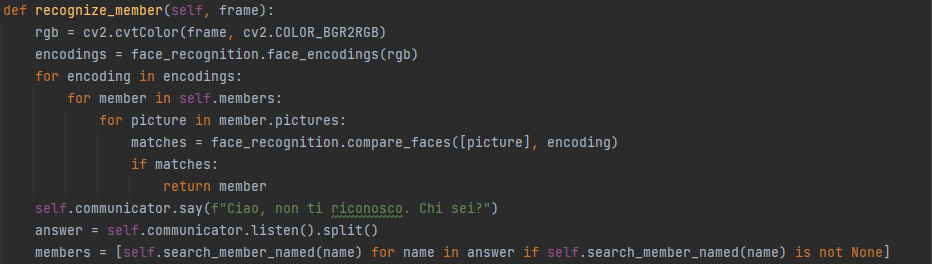 def recognize_member(self, frame):
    rgb = cv2.cvtColor(frame, cv2.COLOR_BGR2RGB)
    encodings = face_recognition.face_encodings(rgb)
    for encoding in encodings:
        for member in self.members:
            for picture in member.pictures:
                matches = face_recognition.compare_faces([picture], encoding)
                if matches:
                    return member
    self.communicator.say(f"Ciao, non ti riconosco. Chi sei?")
    answer = self.communicator.listen().split()
    members = [self.search_member_named(name) for name in answer if self.search_member_named(name) is not None]